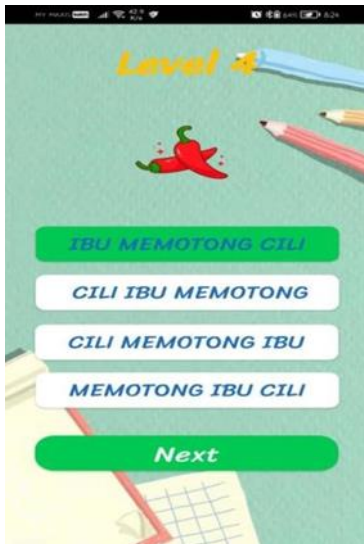 Level 4
IBU MEMOTONG CILI
CILI IBU MEMOTONG
CILI MEMOTONG IBU
MEMOTONG IBU CILI
Next